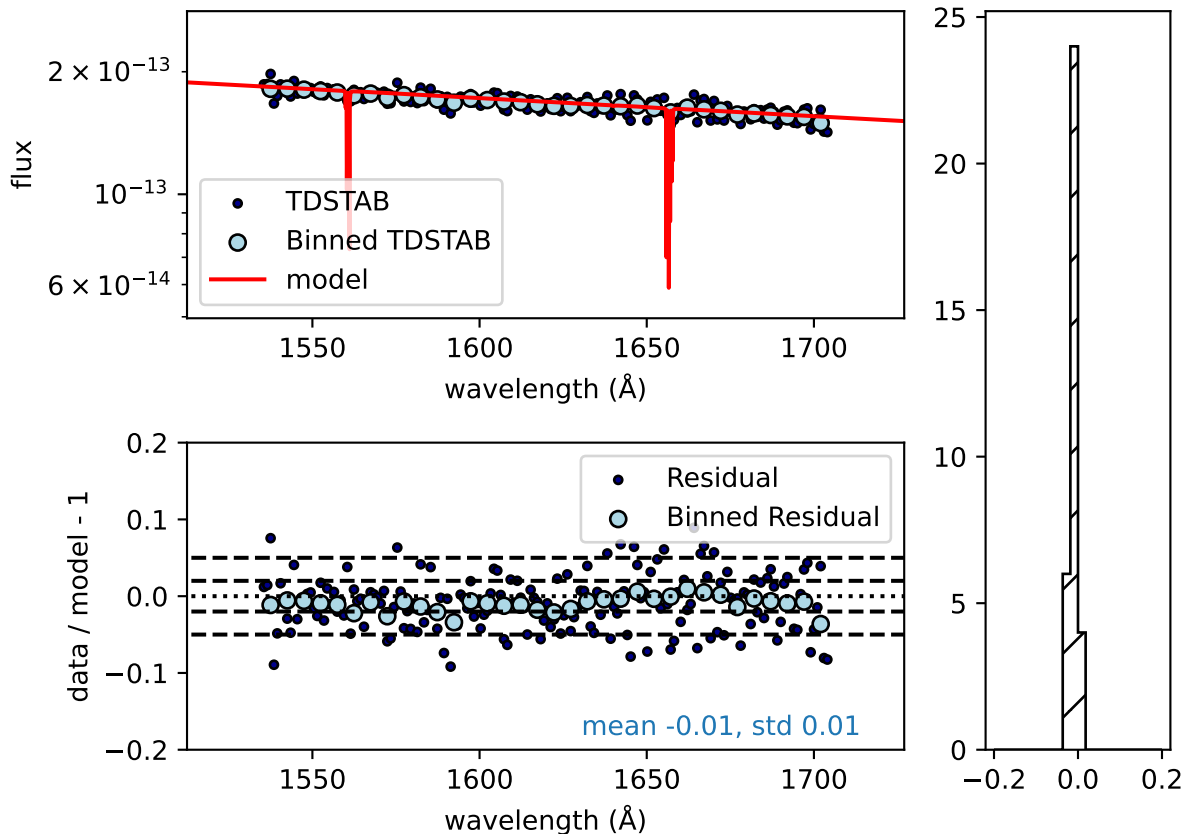 2 × 10⁻¹³
10⁻¹³
6 × 10⁻¹⁴
flux
TDSTAB
Binned TDSTAB
model
1550 1600 1650 1700
wavelength (Å)
0.2
0.1
0.0
−0.1
−0.2
data / model - 1
Residual
Binned Residual
mean -0.01, std 0.01
1550 1600 1650 1700
wavelength (Å)
25
20
15
10
5
0
−0.2 0.0 0.2